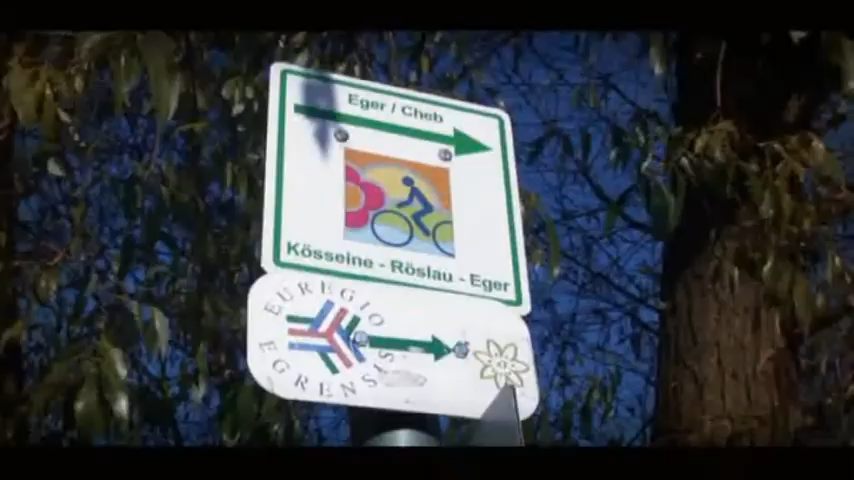 Eger / Cheb
Kösseine - Röslau - Eger
EUREGIO
EGRENSIS